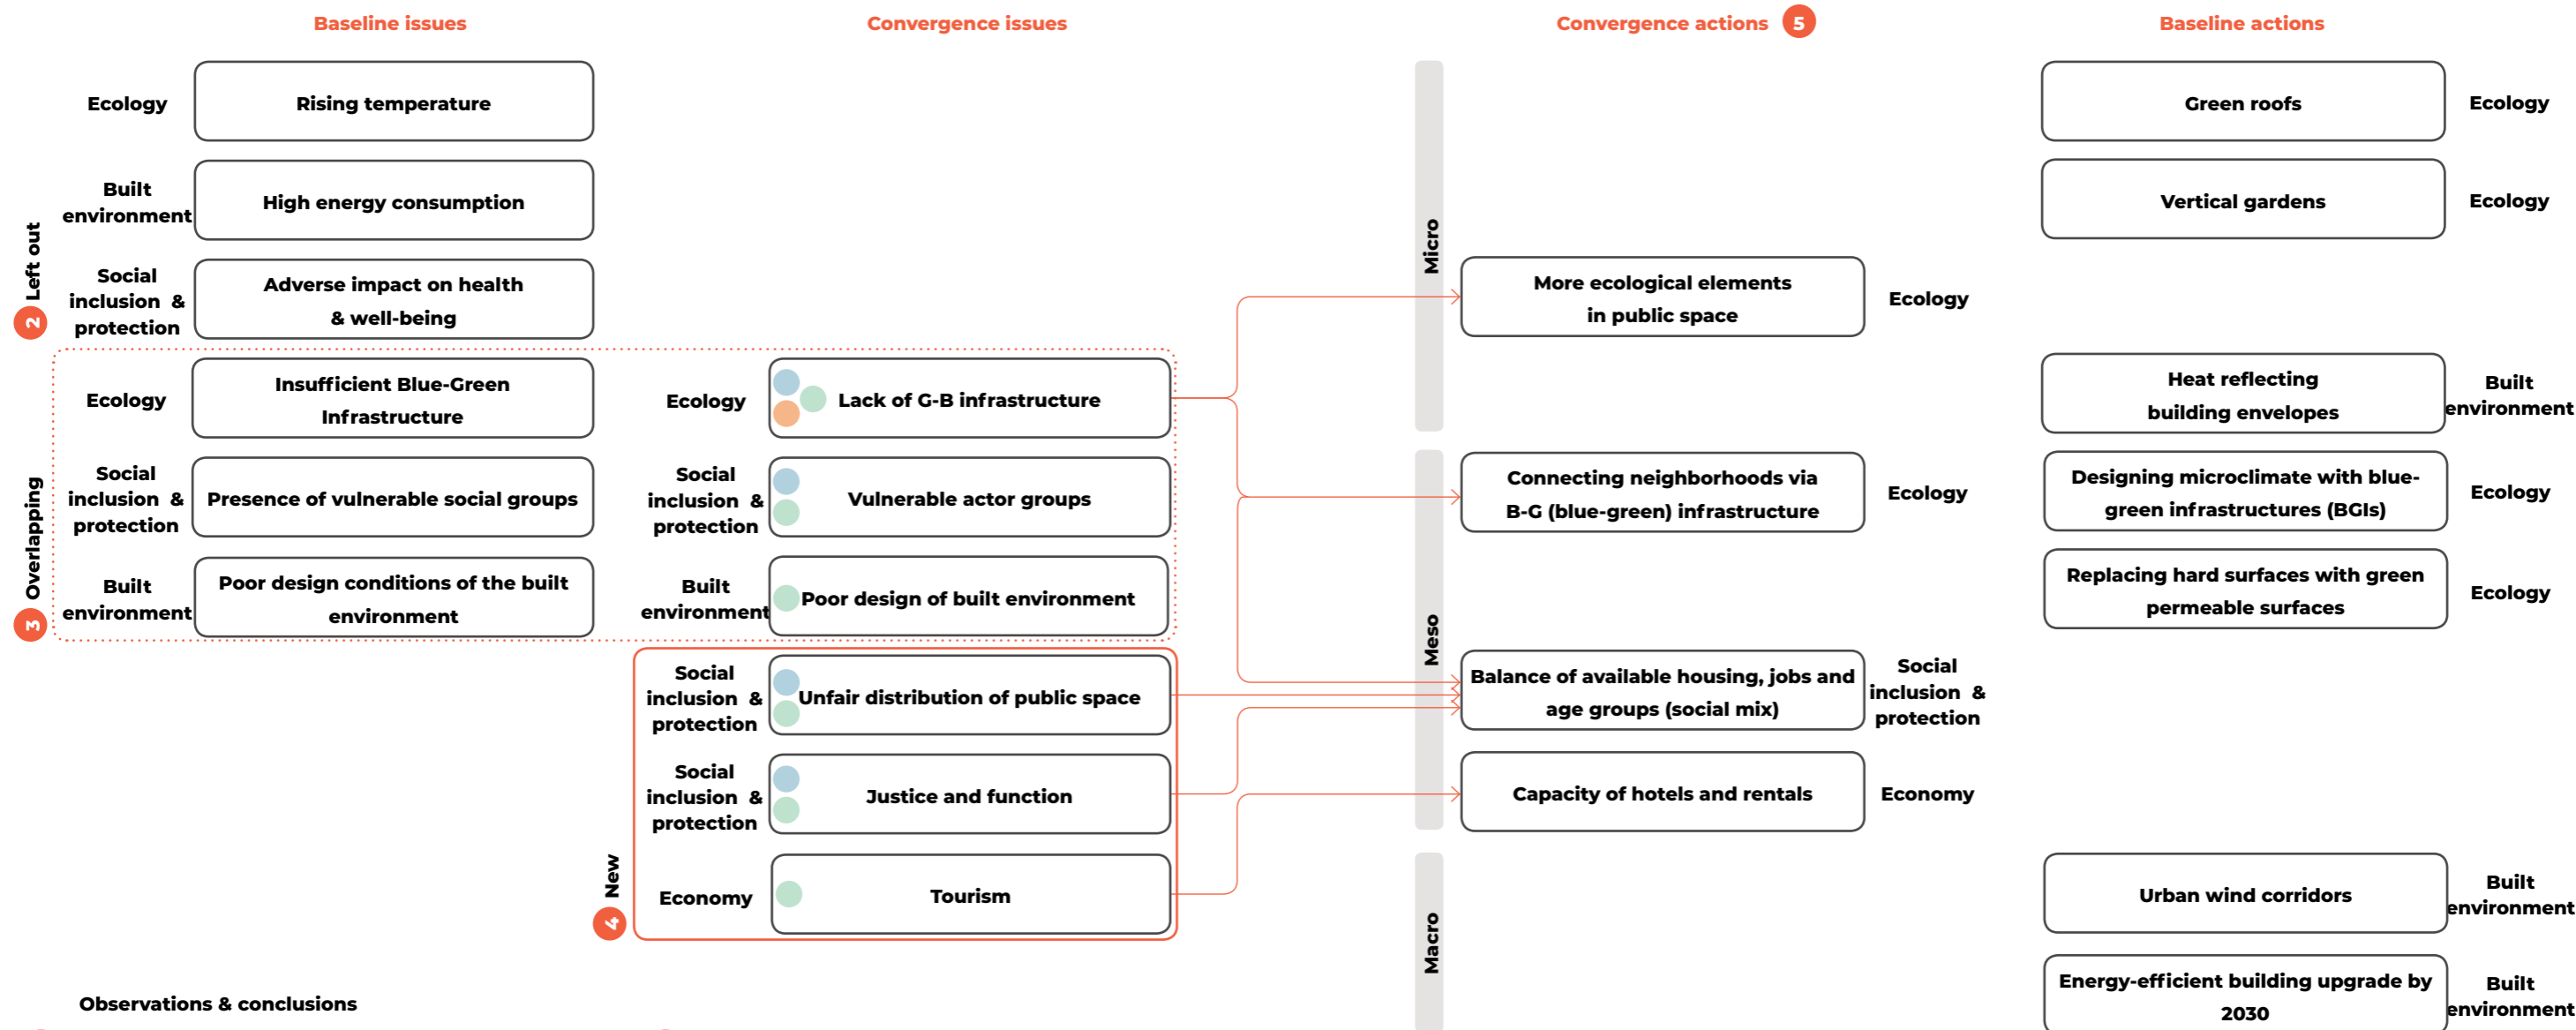 Baseline issues
Convergence issues
Convergence actions 5
Baseline actions
2 Left out
Ecology
Rising temperature
Built
environment
High energy consumption
Social
inclusion &
protection
Adverse impact on health
& well-being
3 Overlapping
Ecology
Insufficient Blue-Green
Infrastructure
Social
inclusion &
protection
Presence of vulnerable social groups
Built
environment
Poor design conditions of the built
environment
Ecology
Lack of G-B infrastructure
Social
inclusion &
protection
Vulnerable actor groups
Built
environment
Poor design of built environment
4 New
Social
inclusion &
protection
Unfair distribution of public space
Social
inclusion &
protection
Justice and function
Economy
Tourism
Micro
More ecological elements
in public space
Ecology
Meso
Connecting neighborhoods via
B-G (blue-green) infrastructure
Ecology
Balance of available housing, jobs and
age groups (social mix)
Social
inclusion &
protection
Capacity of hotels and rentals
Economy
Macro
Green roofs
Ecology
Vertical gardens
Ecology
Heat reflecting
building envelopes
Built
environment
Designing microclimate with blue-
green infrastructures (BGIs)
Ecology
Replacing hard surfaces with green
permeable surfaces
Ecology
Urban wind corridors
Built
environment
Energy-efficient building upgrade by
2030
Built
environment
Observations & conclusions